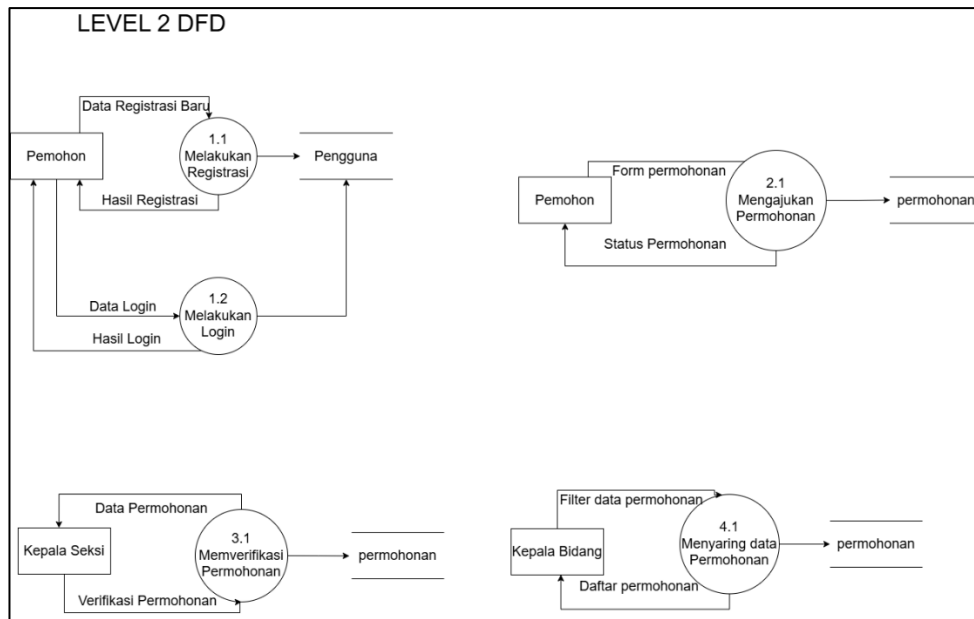 LEVEL 2 DFD
Data Registrasi Baru
Pemohon
1.1
Melakukan
Registrasi
Pengguna
Hasil Registrasi
Data Login
1.2
Melakukan
Login
Hasil Login
Form permohonan
Pemohon
2.1
Mengajukan
Permohonan
permohonan
Status Permohonan
Data Permohonan
Kepala Seksi
3.1
Memverifikasi
Permohonan
permohonan
Verifikasi Permohonan
Filter data permohonan
Kepala Bidang
4.1
Menyaring data
Permohonan
permohonan
Daftar permohonan